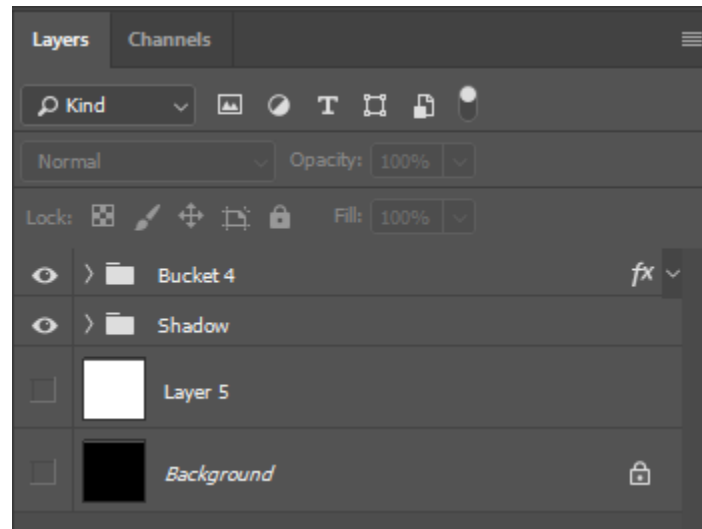 Layers Channels
Kind T
Normal Opacity: 100%
Lock: Fill: 100%
Bucket 4 fx
Shadow
Layer 5
Background